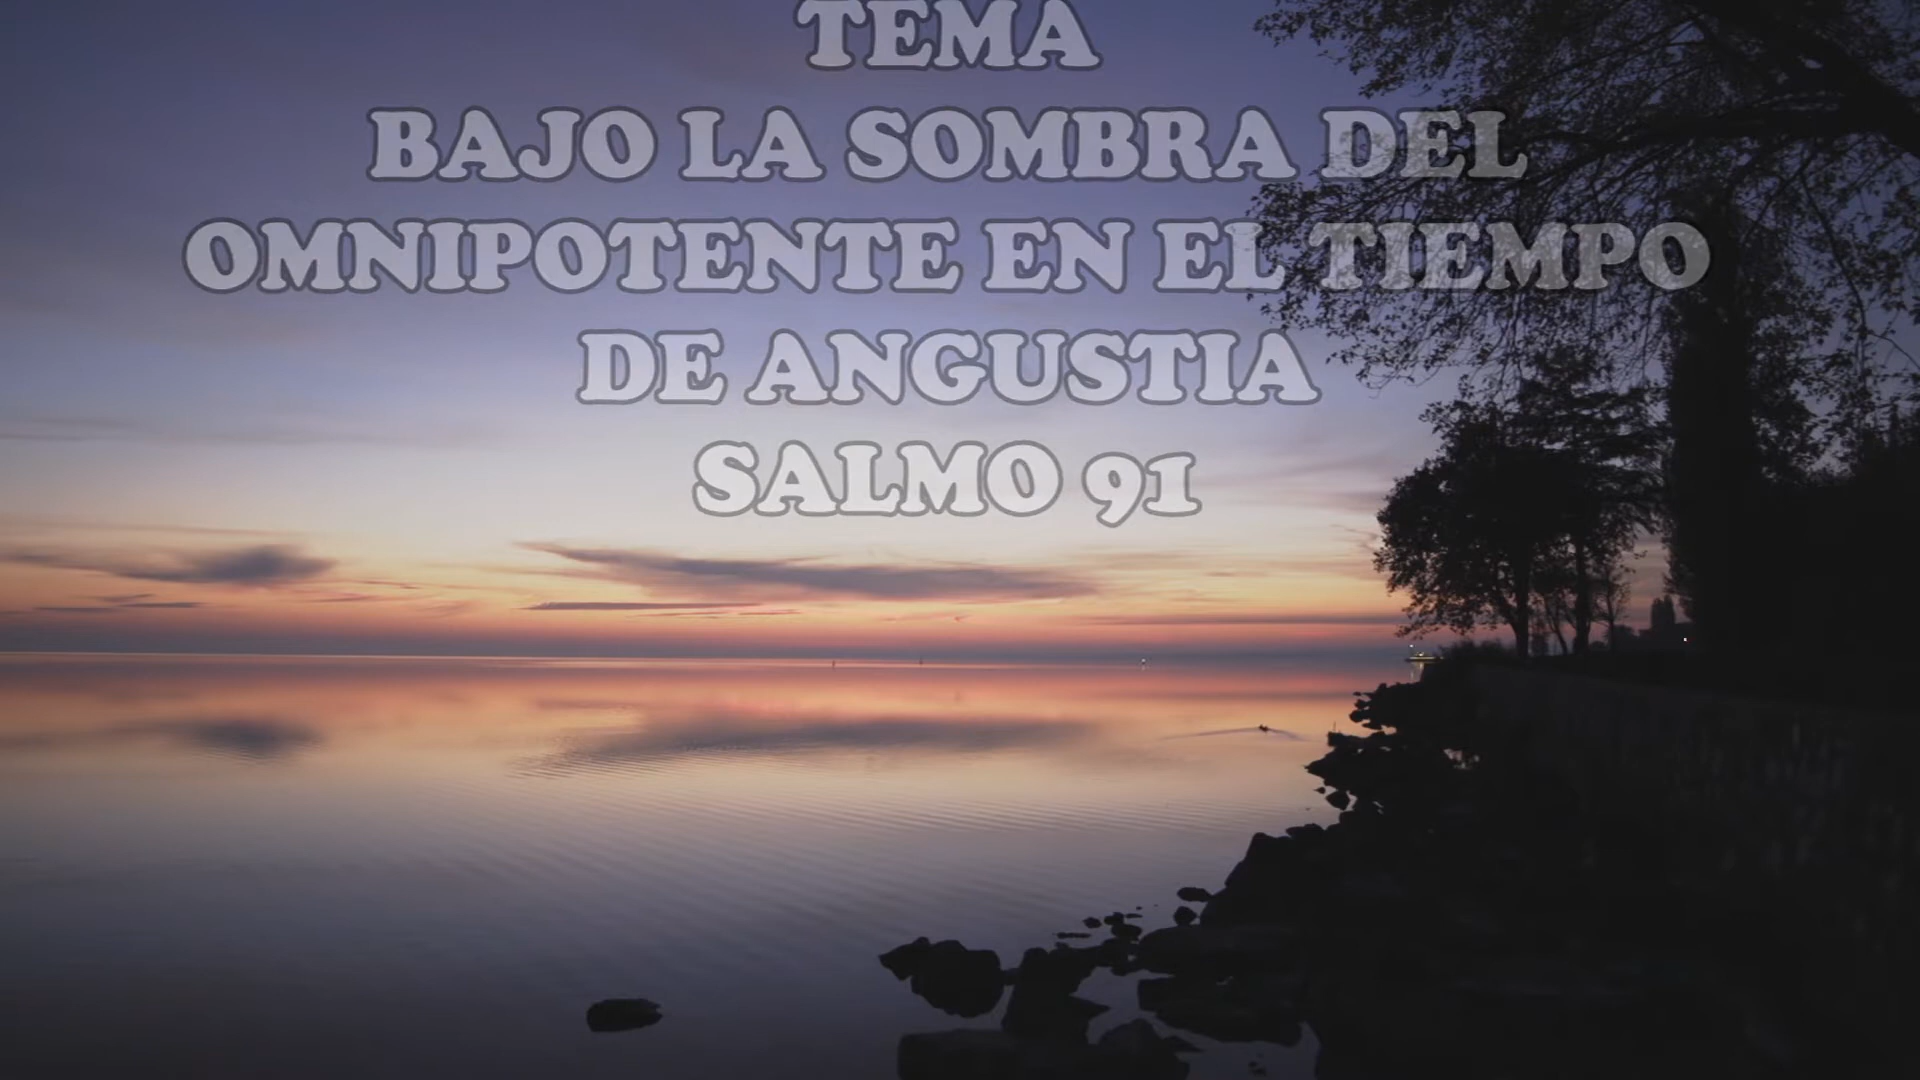 TEMA
BAJO LA SOMBRA DEL
OMNIPOTENTE EN EL TIEMPO
DE ANGUSTIA
SALMO 91